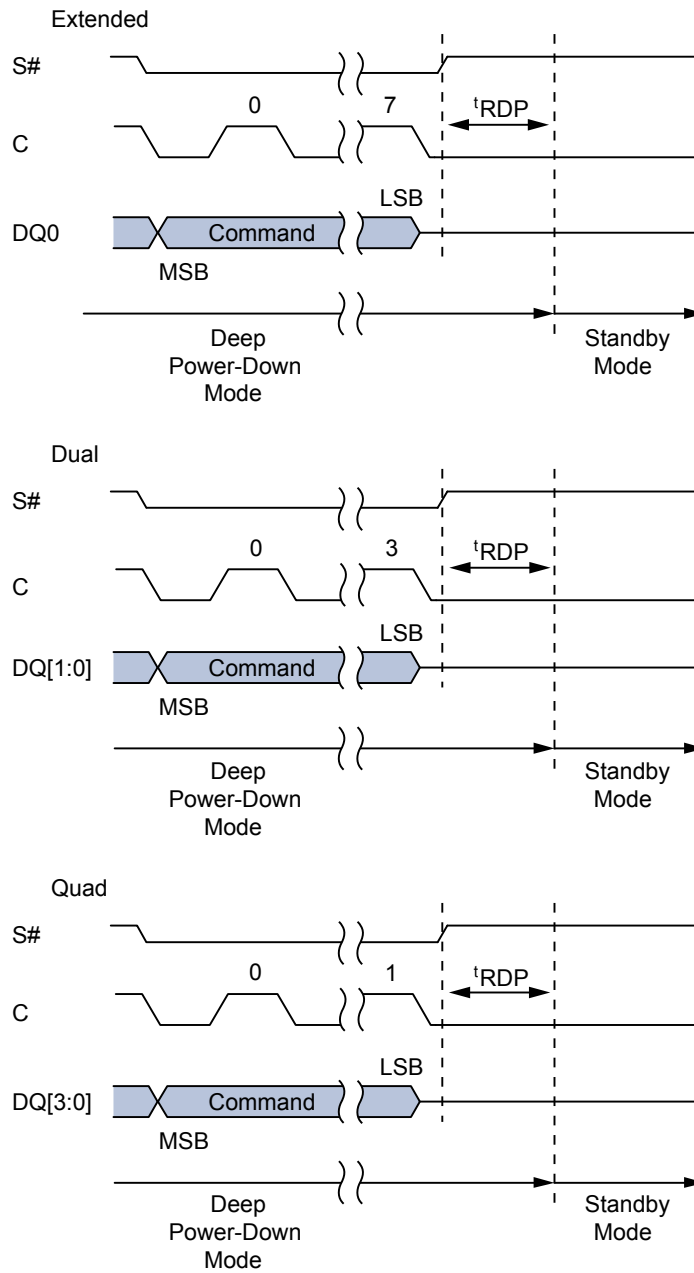 Extended
S#
0 7 tRDP
C
LSB
DQ0 Command
MSB
Deep
Power-Down
Mode
Standby
Mode
Dual
S#
0 3 tRDP
C
LSB
DQ[1:0] Command
MSB
Deep
Power-Down
Mode
Standby
Mode
Quad
S#
0 1 tRDP
C
LSB
DQ[3:0] Command
MSB
Deep
Power-Down
Mode
Standby
Mode